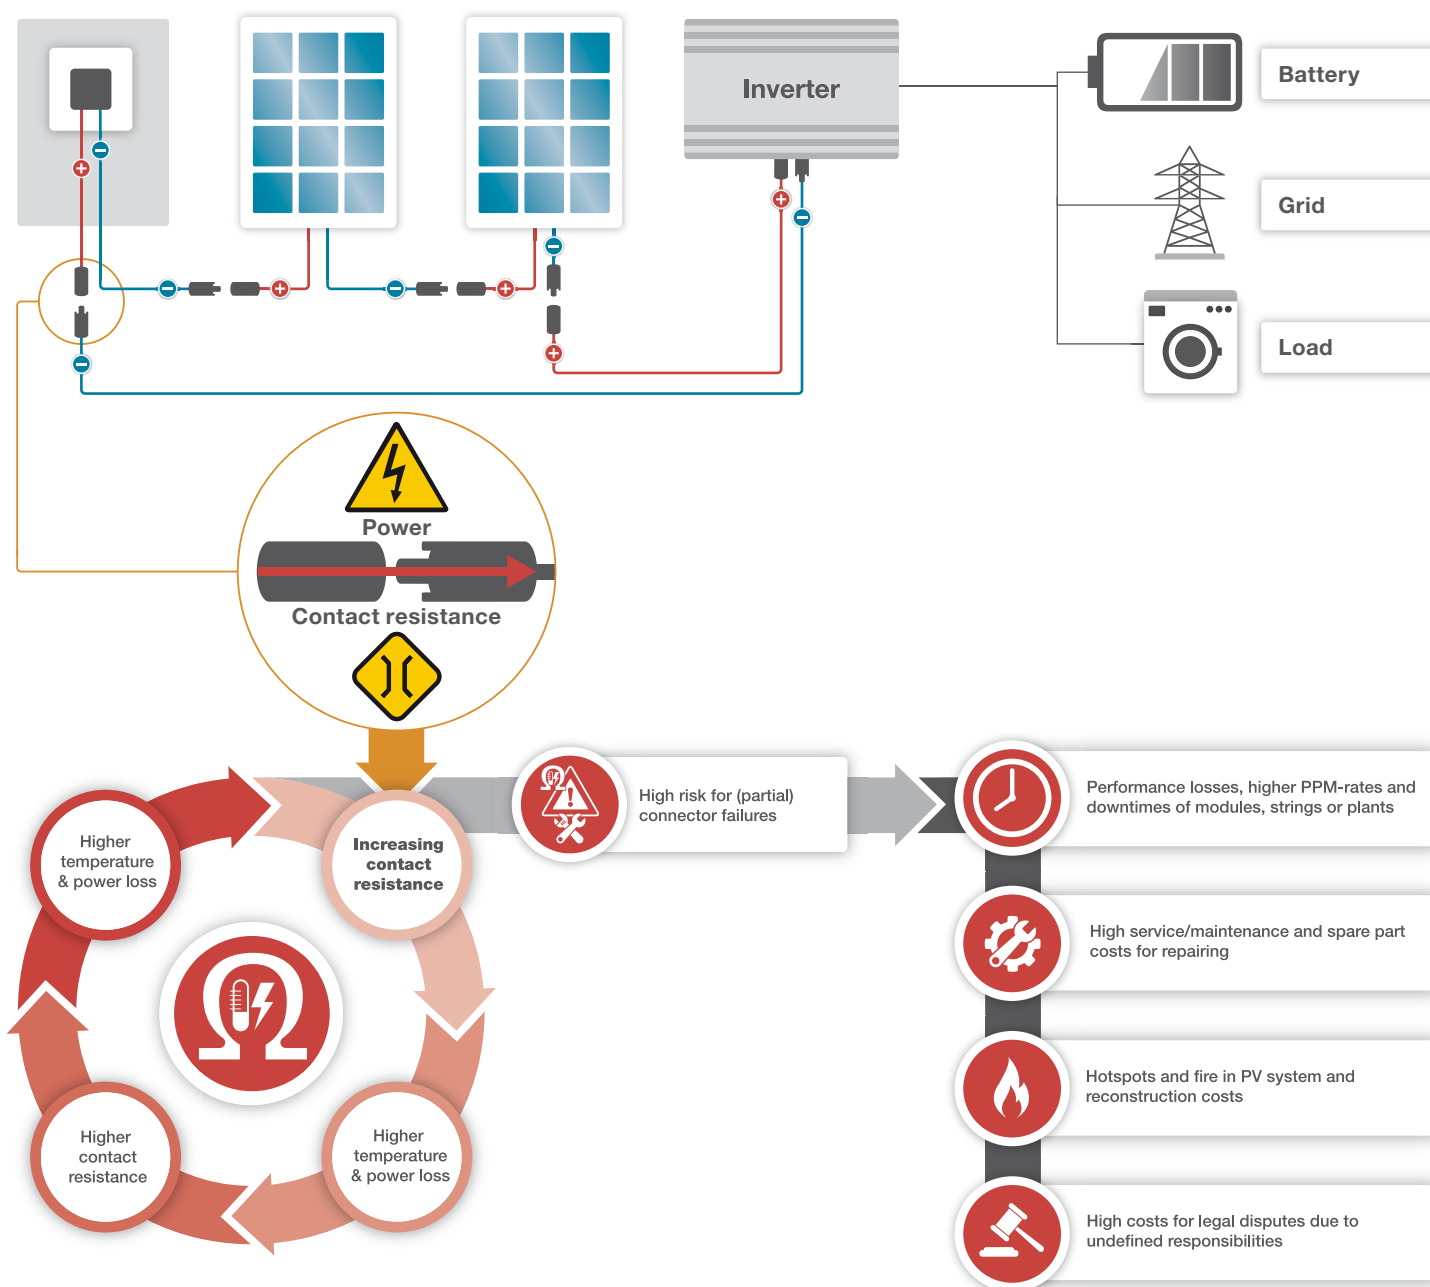 Inverter
Battery
Grid
Load
Power
Contact resistance
Increasing
contact
resistance
Higher
temperature
& power loss
Higher
contact
resistance
Higher
temperature
& power loss
High risk for (partial)
connector failures
Performance losses, higher PPM-rates and
downtimes of modules, strings or plants
High service/maintenance and spare part
costs for repairing
Hotspots and fire in PV system and
reconstruction costs
High costs for legal disputes due to
undefined responsibilities